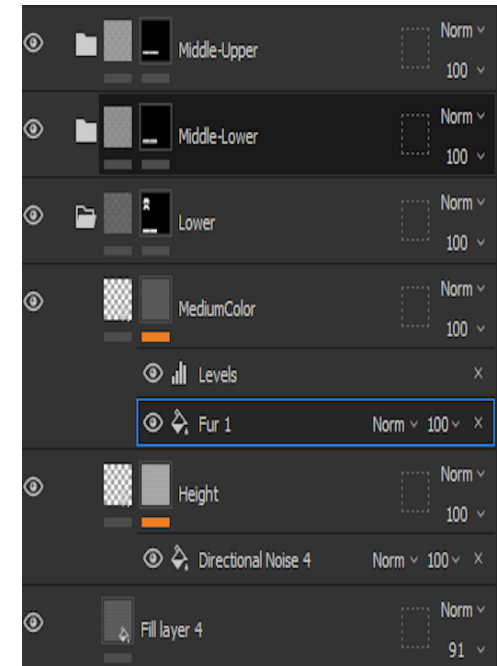 Norm
Middle-Upper
100
Norm
Middle-Lower
100
Norm
Lower
100
Norm
MediumColor
100
Levels
Fur 1 Norm 100
Norm
Height
100
Directional Noise 4 Norm 100
Norm
Fill layer 4
91